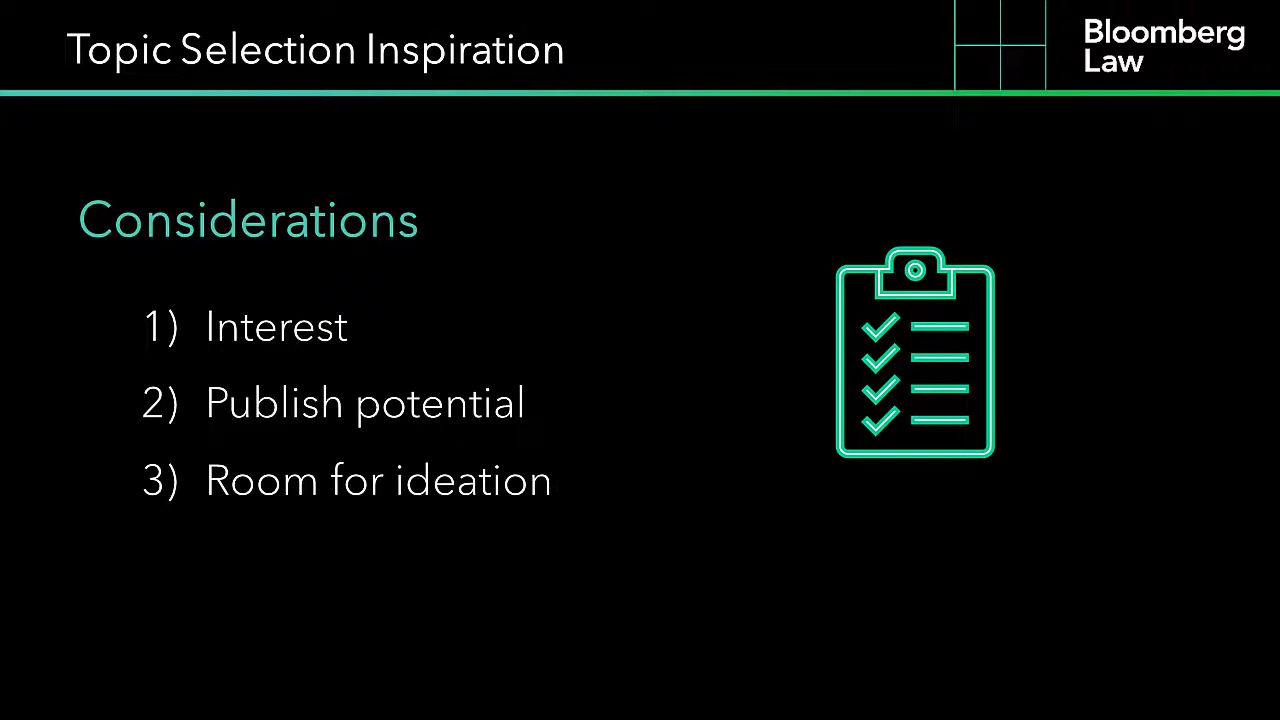 Topic Selection Inspiration
Bloomberg
Law
Considerations
1) Interest
2) Publish potential
3) Room for ideation